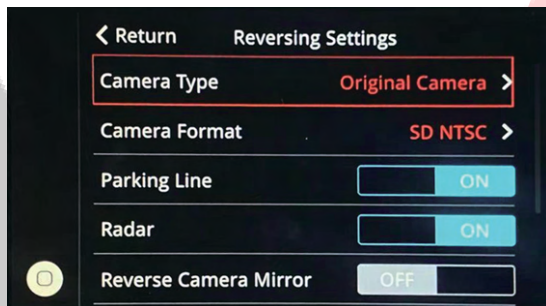 Return Reversing Settings
Camera Type Original Camera
Camera Format SD NTSC
Parking Line ON
Radar ON
Reverse Camera Mirror OFF